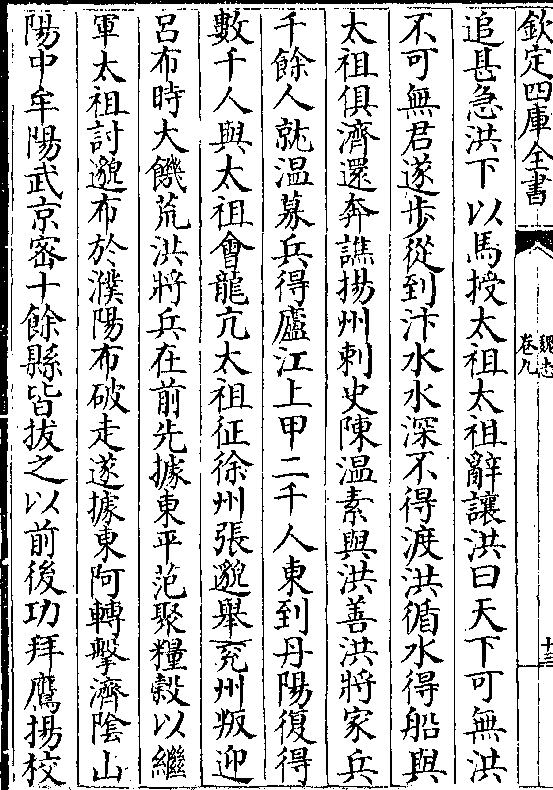 欽定四庫全書
魏志
卷九
十三
追甚急洪下以馬授太祖太祖辭讓洪曰天下可無洪
不可無君遂步從到汴水水深不得渡洪循水得船與
太祖俱濟還奔譙揚州刺史陳温素與洪善洪將家兵
千餘人就温募兵得廬江上甲二千人東到丹陽復得
數千人與太祖會龍亢太祖征徐州張邈舉兖州叛迎
呂布時大饑荒洪將兵在前先據東平范聚糧榖以繼
軍太祖討邈布於濮陽布破走遂據東阿轉擊濟陰山
陽中牟陽武京密十餘縣皆拔之以前後功拜鷹揚校